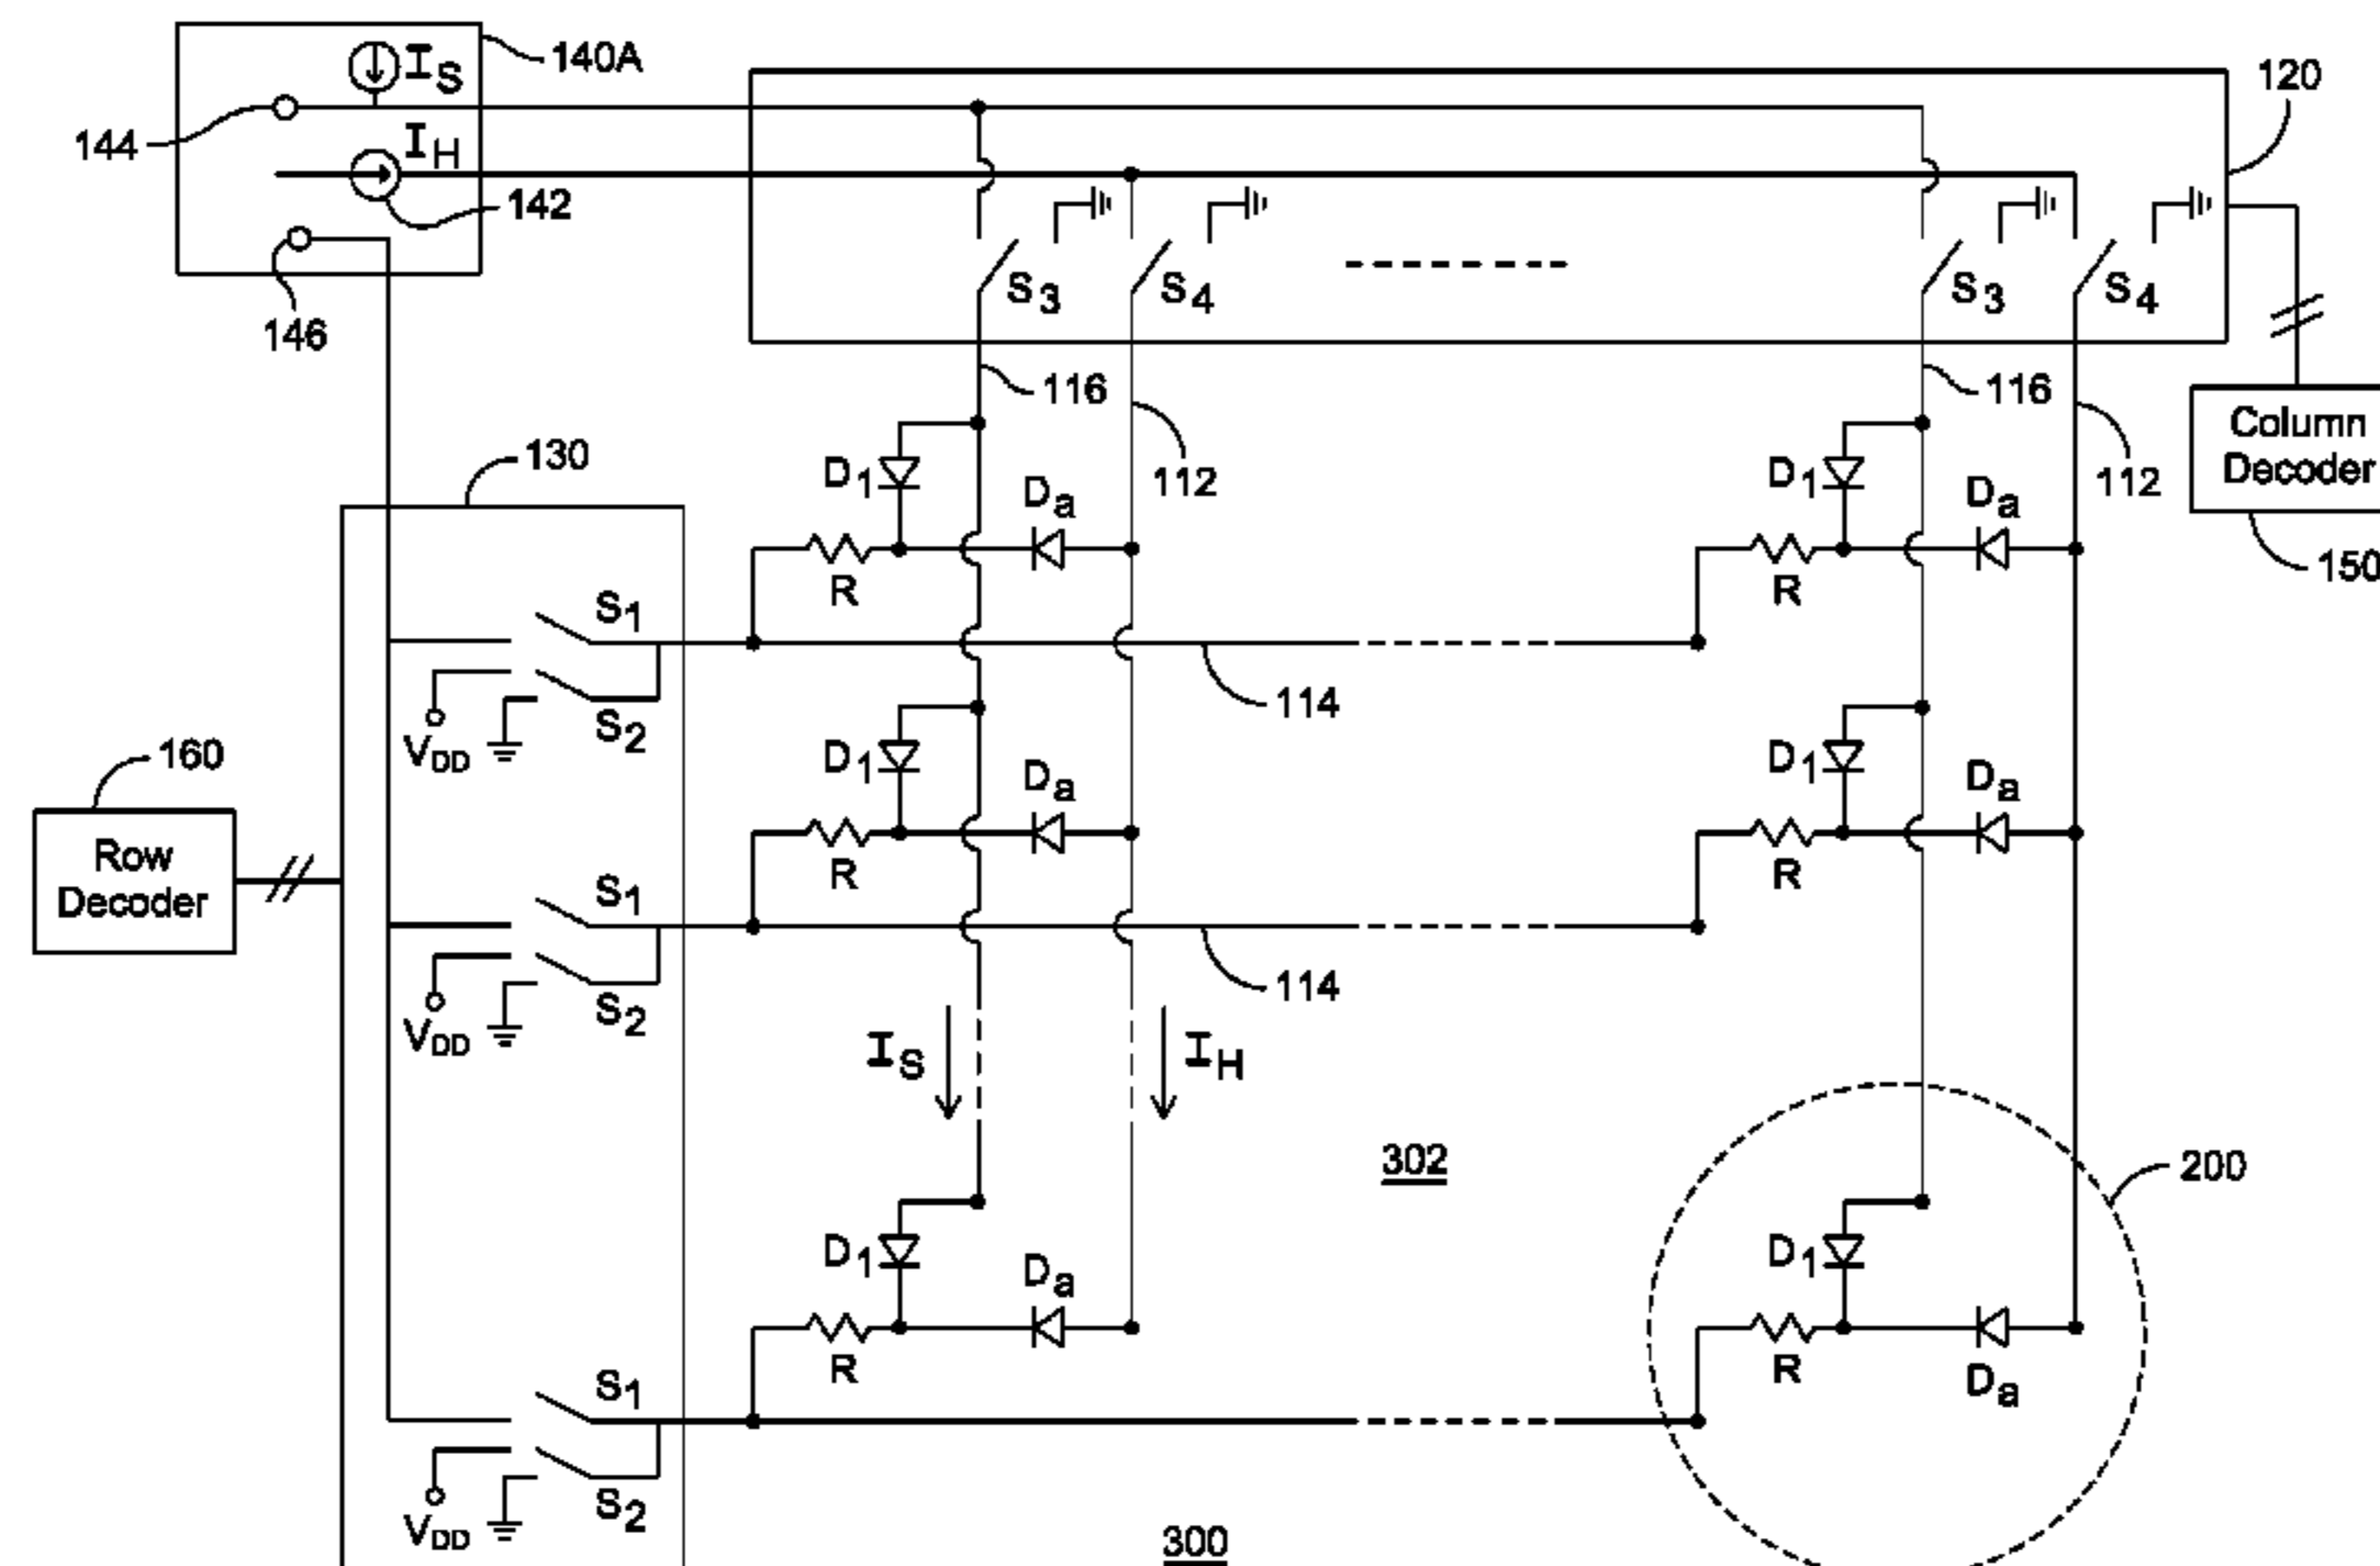 I S
140A
120
144
I H
142
146
S3
S4
S3
S4
116
112
116
112
Column
Decoder
150
130
D1
Da
R
D1
Da
R
S1
S2
VDD
114
160
Row
Decoder
D1
Da
R
D1
Da
R
S1
S2
VDD
114
IS
IH
302
200
D1
Da
R
D1
Da
R
S1
S2
VDD
300